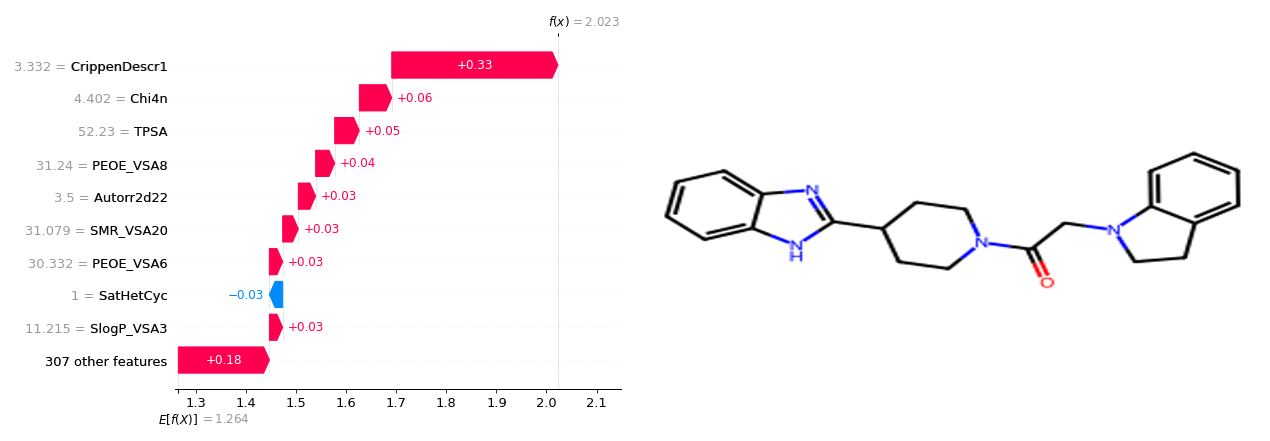 f(x) = 2.023
3.332 = CrippenDescr1
+0.33
4.402 = Chi4n
+0.06
52.23 = TPSA
+0.05
31.24 = PEOE_VSA8
+0.04
3.5 = Autorr2d22
+0.03
31.079 = SMR_VSA20
+0.03
30.332 = PEOE_VSA6
+0.03
1 = SatHetCyc
−0.03
11.215 = SlogP_VSA3
+0.03
307 other features
+0.18
1.3 1.4 1.5 1.6 1.7 1.8 1.9 2.0 2.1
E[f(X)] = 1.264
N
N
H
N
O
N